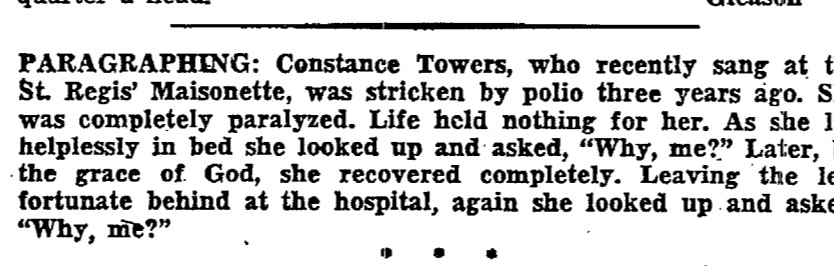 PARAGRAPHING: Constance Towers, who recently sang at
St. Regis' Maisonette, was stricken by polio three years ago.
was completely paralyzed. Life held nothing for her. As she
helplessly in bed she looked up and asked, "Why, me?" Later,
the grace of God, she recovered completely. Leaving the
fortunate behind at the hospital, again she looked up and
"Why, me?"
* * *